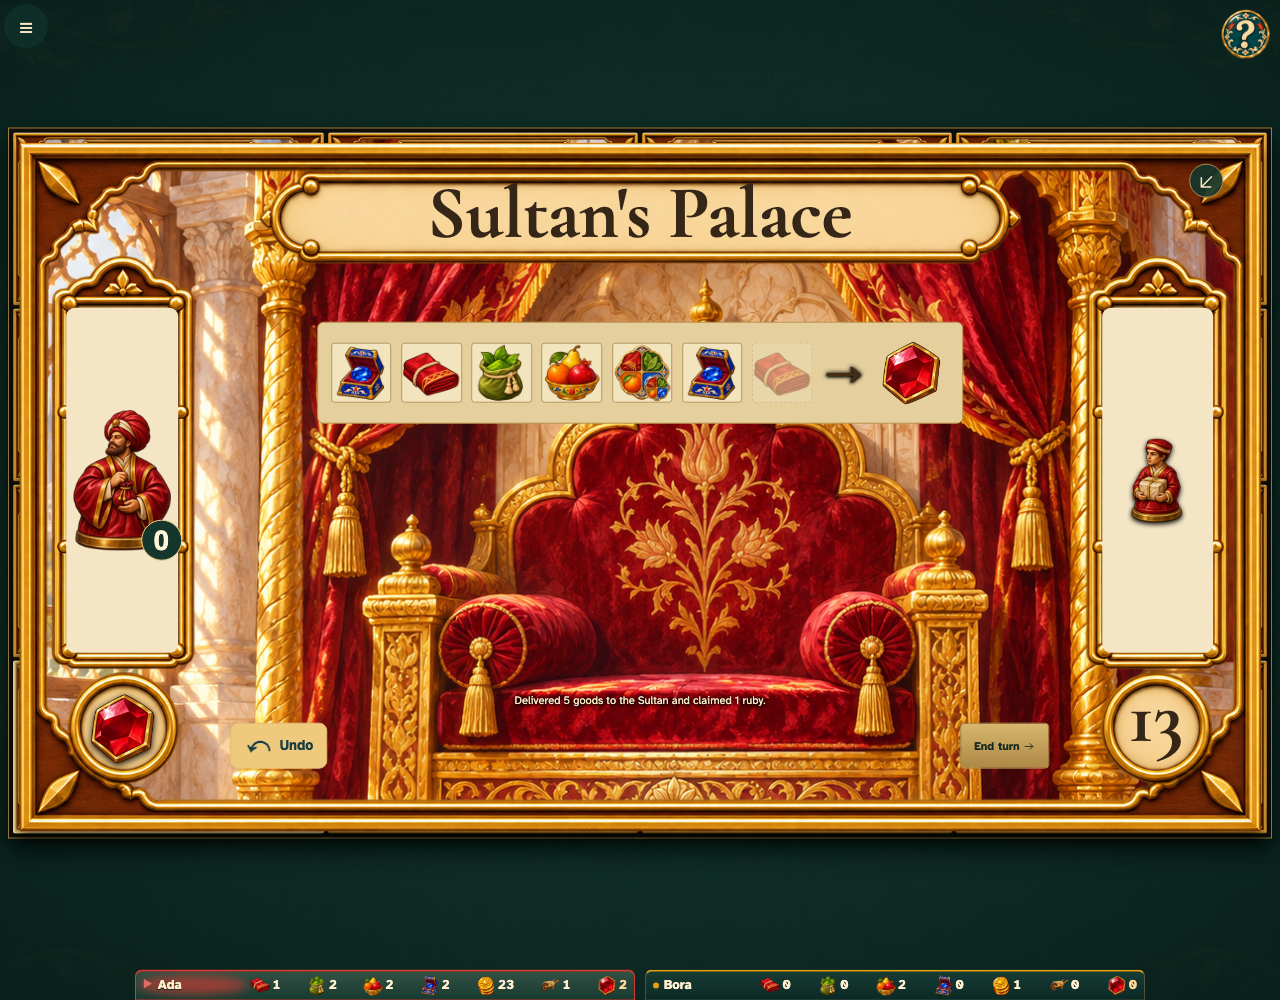 Sultan's Palace
0
Delivered 5 goods to the Sultan and claimed 1 ruby.
Undo
End turn →
13
Ada 1 2 2 2 23 1 2
Bora 0 0 2 0 1 0 0